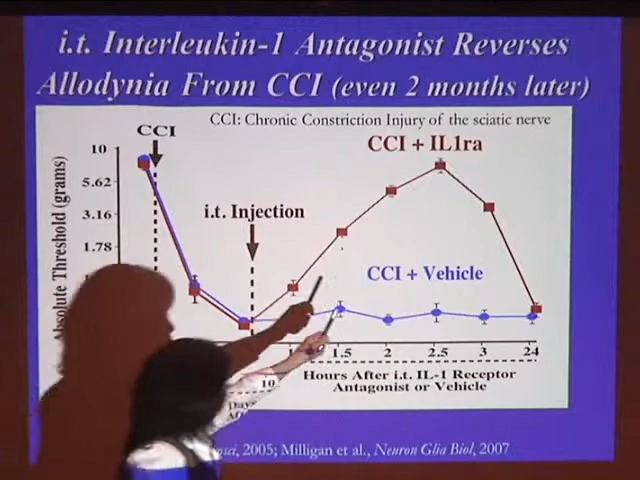 i.t. Interleukin-1 Antagonist Reverses
Allodynia From CCI (even 2 months later)
CCI: Chronic Constriction Injury of the sciatic nerve
CCI
CCI + IL1ra
10
5.62
3.16
1.78
Absolute Threshold (grams)
i.t. Injection
CCI + Vehicle
1.5
2
2.5
3
24
10
Hours After i.t. IL-1 Receptor
Antagonist or Vehicle
2005; Milligan et al., Neuron Glia Biol, 2007